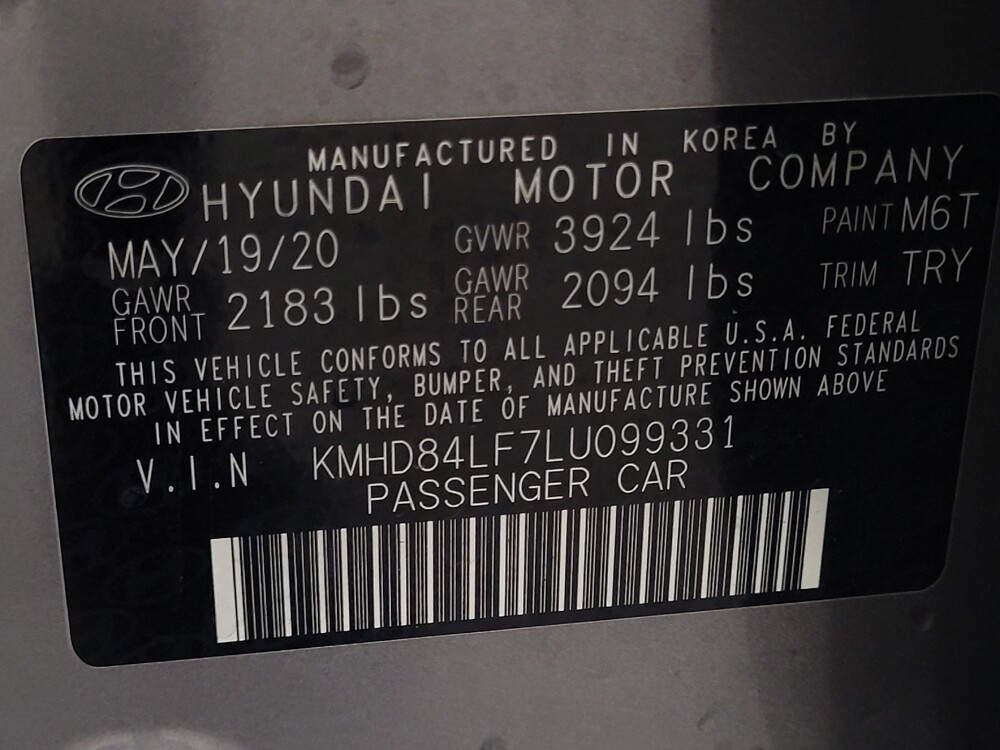 MANUFACTURED IN KOREA BY
HYUNDAI MOTOR COMPANY
MAY/19/20 GVWR 3924 lbs PAINT M6T
GAWR FRONT 2183 lbs GAWR REAR 2094 lbs TRIM TRY
THIS VEHICLE CONFORMS TO ALL APPLICABLE U.S.A. FEDERAL
MOTOR VEHICLE SAFETY, BUMPER, AND THEFT PREVENTION STANDARDS
IN EFFECT ON THE DATE OF MANUFACTURE SHOWN ABOVE
V.I.N KMHD84LF7LU099331
PASSENGER CAR